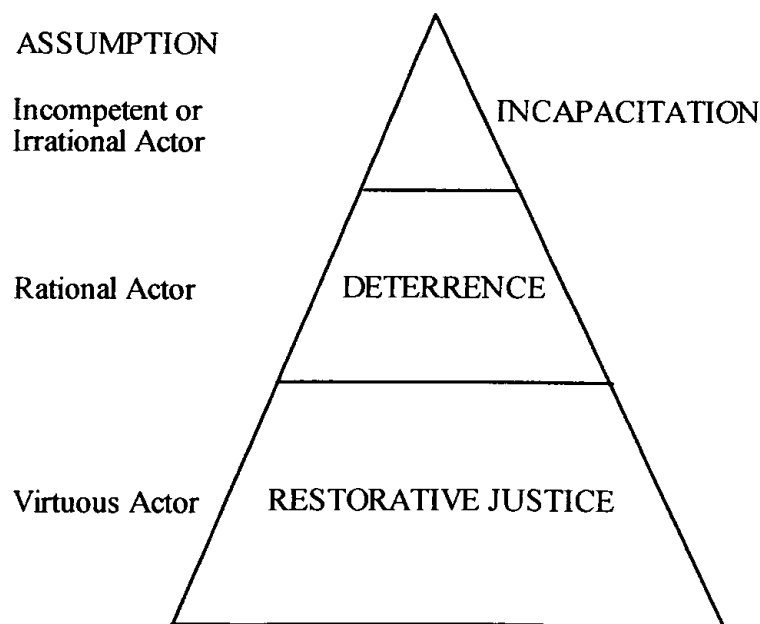 ASSUMPTION
Incompetent or
Irrational Actor
INCAPACITATION
Rational Actor
DETERRENCE
Virtuous Actor
RESTORATIVE JUSTICE